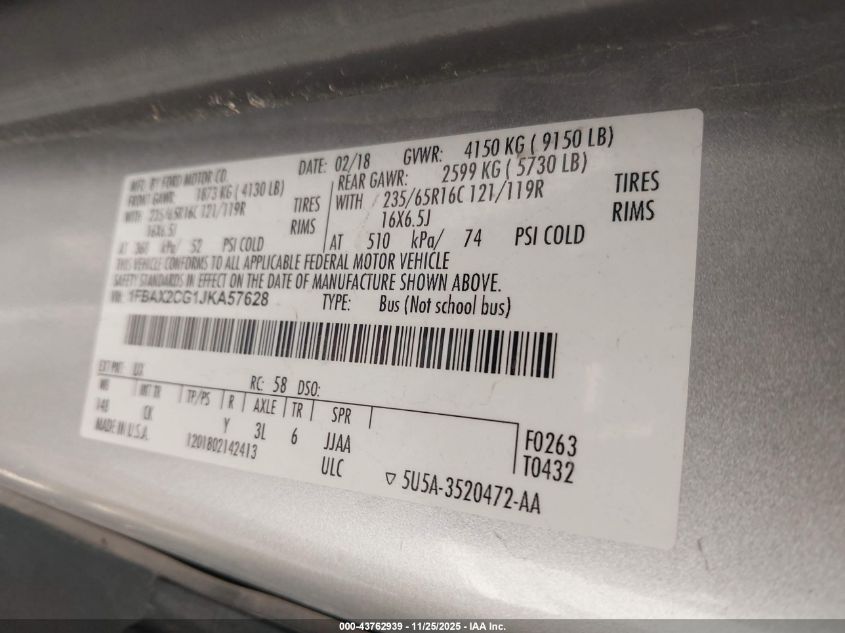 MFD. BY FORD MOTOR CO.
DATE: 02/18 GVWR: 4150 KG ( 9150 LB)
FRONT GAWR: 1873 KG (4130 LB) REAR GAWR: 2599 KG ( 5730 LB)
WITH 235/65R16C 121/119R TIRES WITH 235/65R16C 121/119R TIRES
16X6.5J RIMS 16X6.5J RIMS
AT 360 kPa/ 52 PSI COLD AT 510 kPa/ 74 PSI COLD
THIS VEHICLE CONFORMS TO ALL APPLICABLE FEDERAL MOTOR VEHICLE
SAFETY STANDARDS IN EFFECT ON THE DATE OF MANUFACTURE SHOWN ABOVE.
VIN: 1FBAX2CG1JKA57628 TYPE: Bus (Not school bus)
EXT PNT: UX RC: 58 DSO:
WB INT TR TP/PS R AXLE TR SPR
148 CK Y 3L 6 JJAA
MADE IN U.S.A. 1201802142413 ULC
F0263
T0432
5U5A-3520472-AA
000-43762939 - 11/25/2025 - IAA Inc.